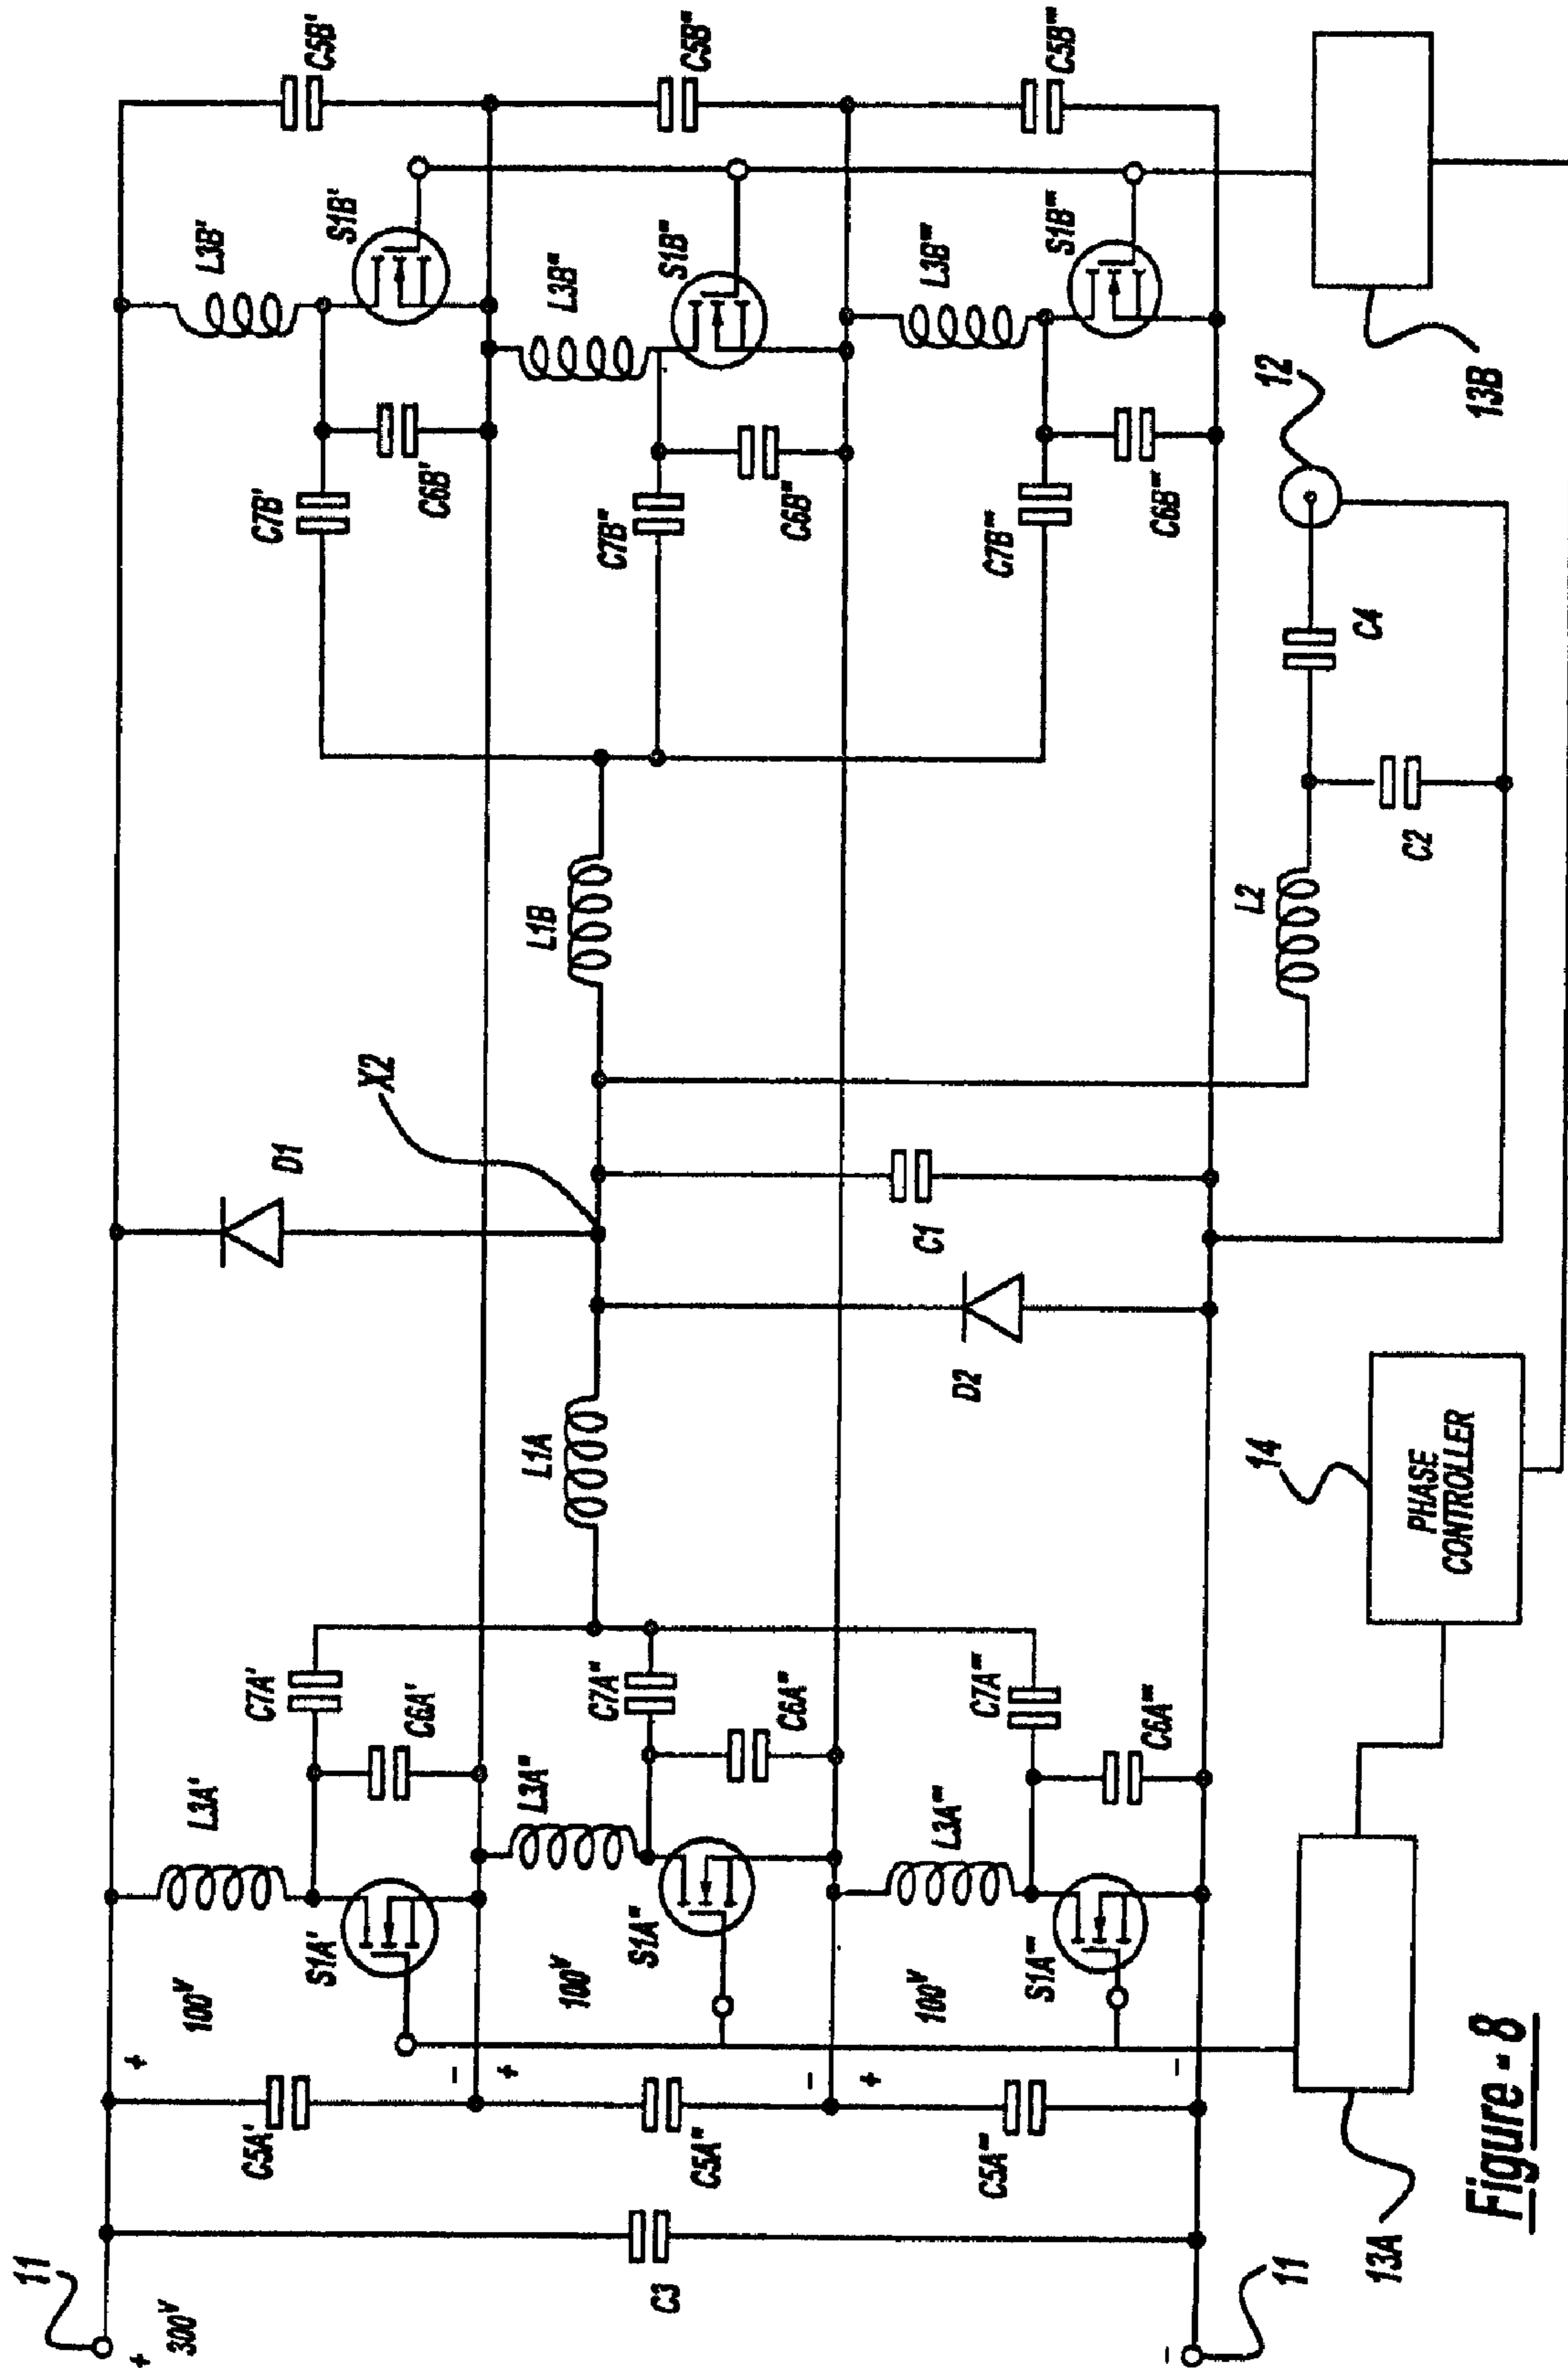 11
+
300V
C3
11
–
C5A'
C5A"
C5A"'
+
–
+
–
+
–
100V
100V
100V
S1A'
S1A"
S1A"'
L3A'
L3A"
L3A"'
C7A'
C7A"
C7A"'
C6A'
C6A"
C6A"'
13A
14
PHASE
CONTROLLER
L1A
D1
D2
X2
C1
L1B
L2
C2
C4
12
C7B'
C7B"
C7B"'
C6B'
C6B"
C6B"'
L3B'
L3B"
L3B"'
S1B'
S1B"
S1B"'
C5B'
C5B"
C5B"'
13B
Figure - 8